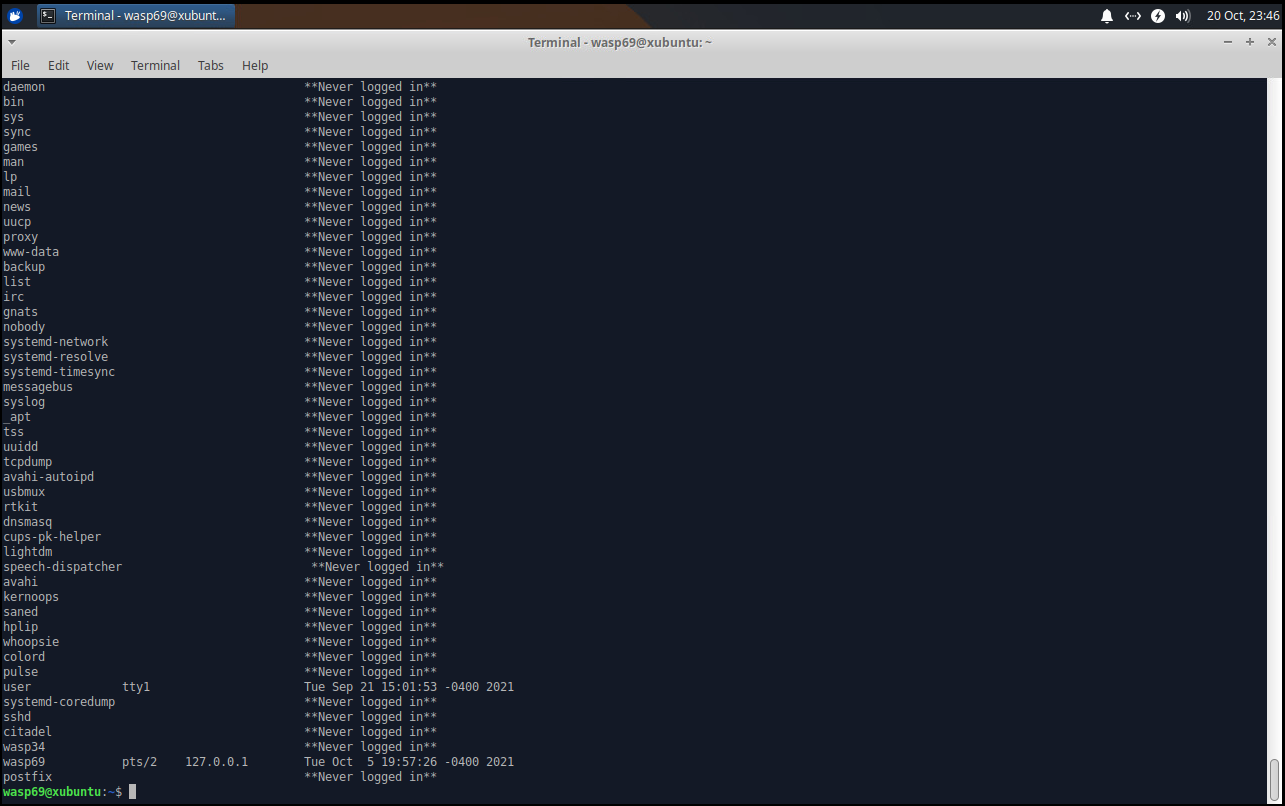 Terminal - wasp69@xubunt... 20 Oct, 23:46
Terminal - wasp69@xubuntu: ~
File Edit View Terminal Tabs Help
daemon **Never logged in**
bin **Never logged in**
sys **Never logged in**
sync **Never logged in**
games **Never logged in**
man **Never logged in**
lp **Never logged in**
mail **Never logged in**
news **Never logged in**
uucp **Never logged in**
proxy **Never logged in**
www-data **Never logged in**
backup **Never logged in**
list **Never logged in**
irc **Never logged in**
gnats **Never logged in**
nobody **Never logged in**
systemd-network **Never logged in**
systemd-resolve **Never logged in**
systemd-timesync **Never logged in**
messagebus **Never logged in**
syslog **Never logged in**
_apt **Never logged in**
tss **Never logged in**
uuidd **Never logged in**
tcpdump **Never logged in**
avahi-autoipd **Never logged in**
usbmux **Never logged in**
rtkit **Never logged in**
dnsmasq **Never logged in**
cups-pk-helper **Never logged in**
lightdm **Never logged in**
speech-dispatcher **Never logged in**
avahi **Never logged in**
kernoops **Never logged in**
saned **Never logged in**
hplip **Never logged in**
whoopsie **Never logged in**
colord **Never logged in**
pulse **Never logged in**
user tty1 Tue Sep 21 15:01:53 -0400 2021
systemd-coredump **Never logged in**
sshd **Never logged in**
citadel **Never logged in**
wasp34 **Never logged in**
wasp69 pts/2 127.0.0.1 Tue Oct  5 19:57:26 -0400 2021
postfix **Never logged in**
wasp69@xubuntu:~$